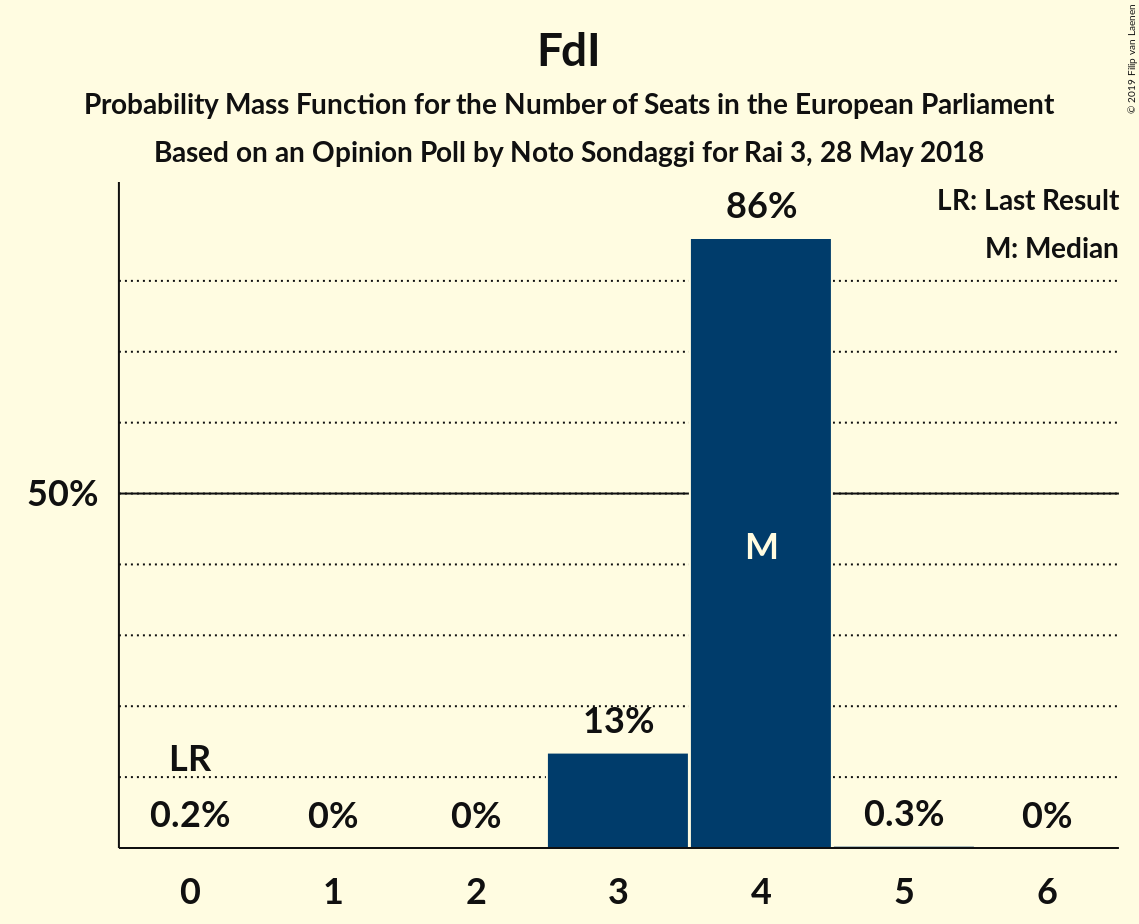 FdI
Probability Mass Function for the Number of Seats in the European Parliament
Based on an Opinion Poll by Noto Sondaggi for Rai 3, 28 May 2018
© 2019 Filip van Laenen
LR: Last Result
M: Median
86%
50%
M
13%
LR
0.2%
0%
0%
0.3%
0%
0
1
2
3
4
5
6